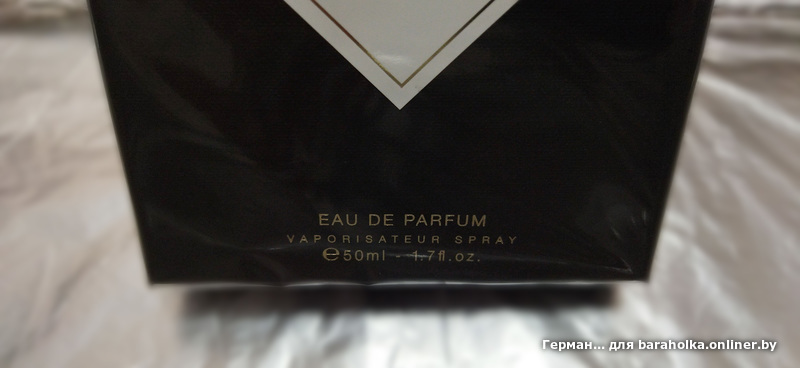 EAU DE PARFUM
VAPORISATEUR SPRAY
℮50ml - 1.7fl.oz.
Герман... для baraholka.onliner.by